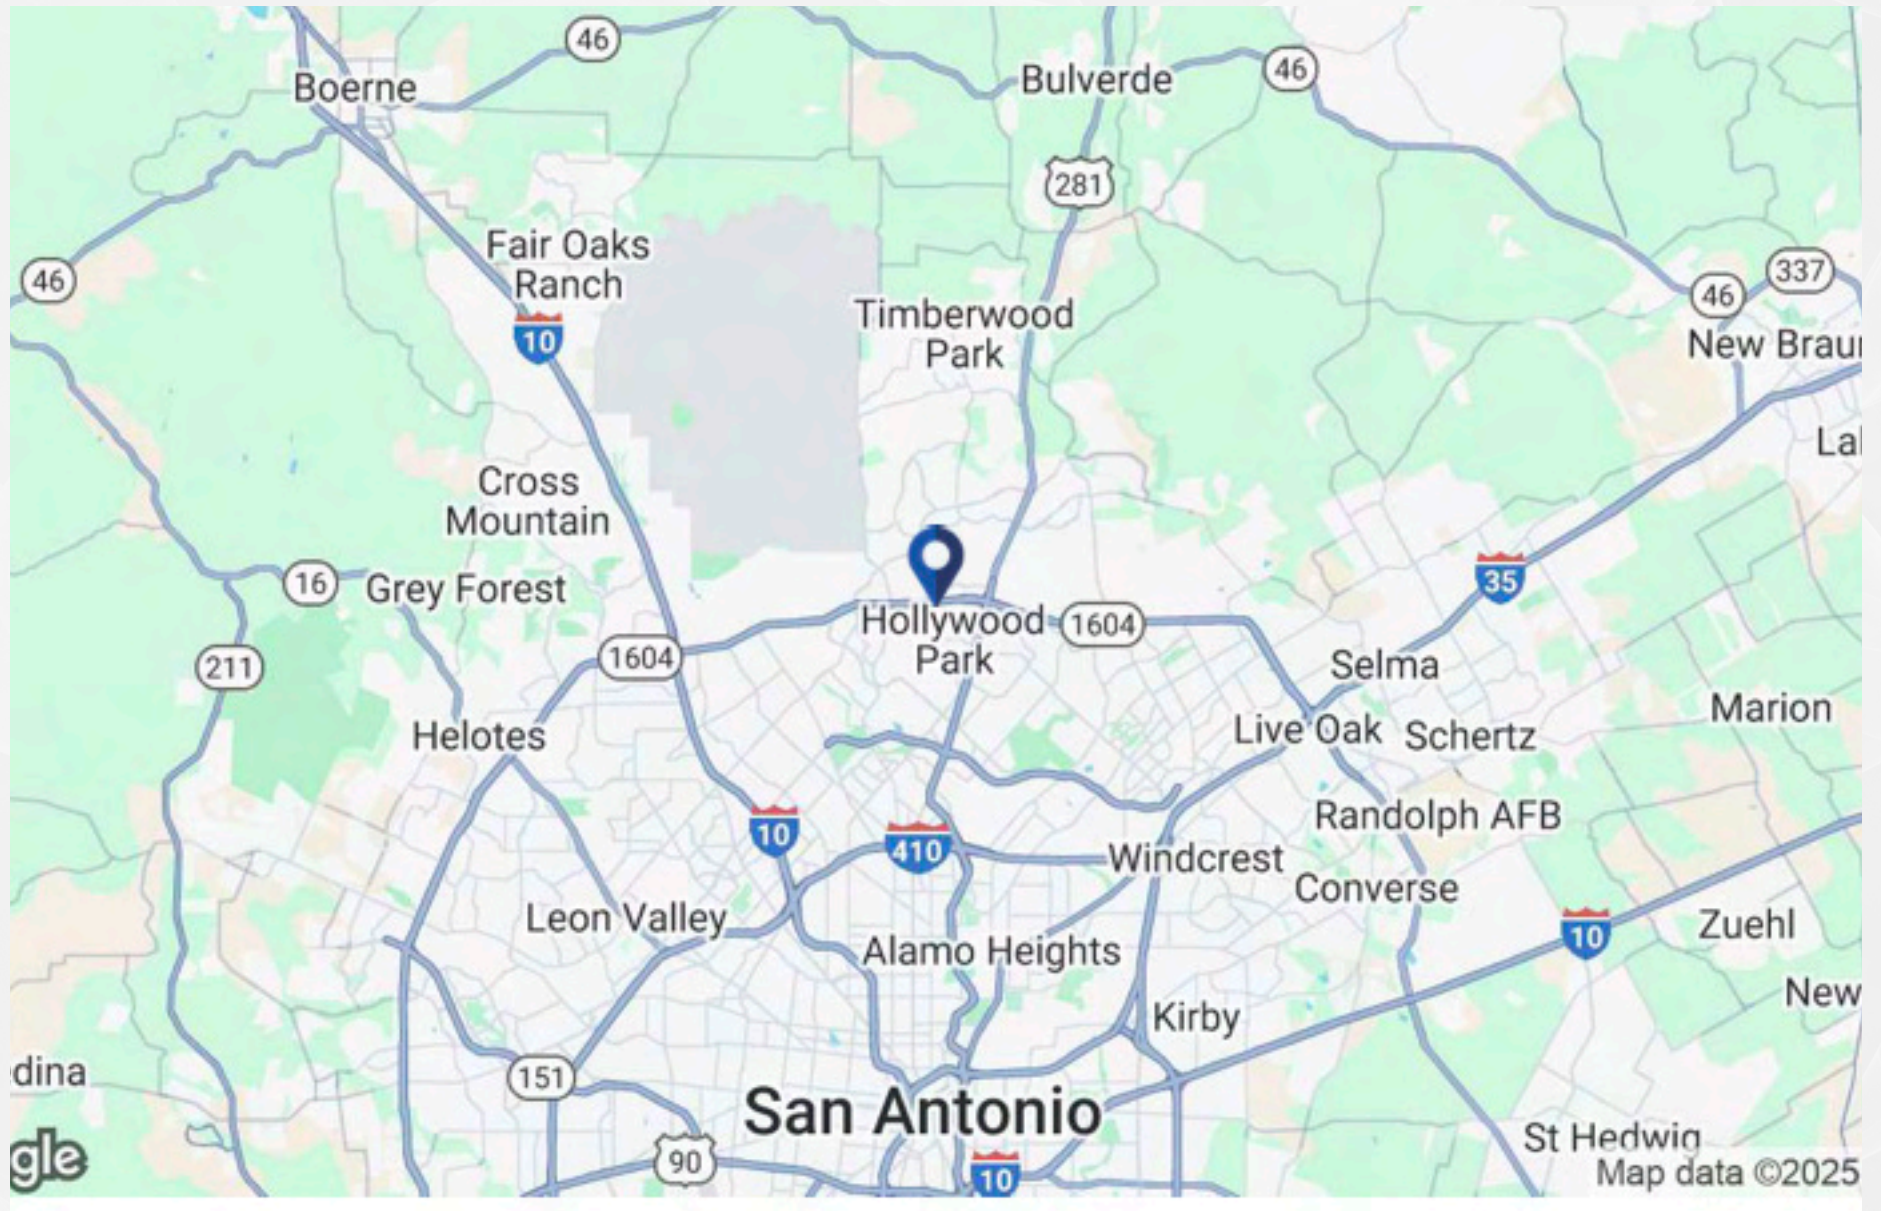 46
Boerne
Bulverde
46
281
Fair Oaks
Ranch
46
337
46
10
Timberwood
Park
New Braun
Lal
Cross
Mountain
35
16
Grey Forest
Hollywood
Park
1604
1604
211
Selma
Marion
Helotes
Live Oak
Schertz
10
410
Randolph AFB
Windcrest
Converse
Leon Valley
Zuehl
10
Alamo Heights
New
Kirby
dina
151
San Antonio
St Hedwig
gle
90
10
Map data ©2025